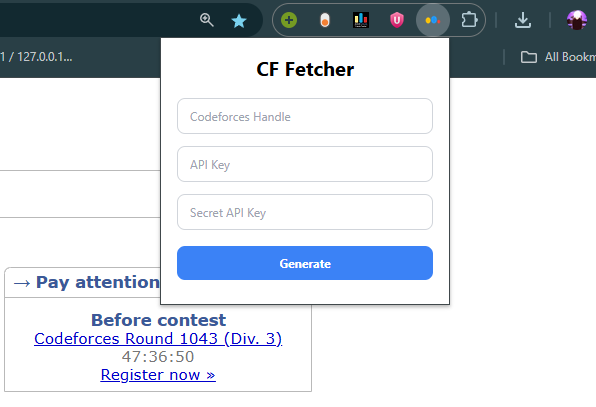 1 / 127.0.0.1...
All Bookm
CF Fetcher
Codeforces Handle
API Key
Secret API Key
Generate
→ Pay attention
Before contest
Codeforces Round 1043 (Div. 3)
47:36:50
Register now »